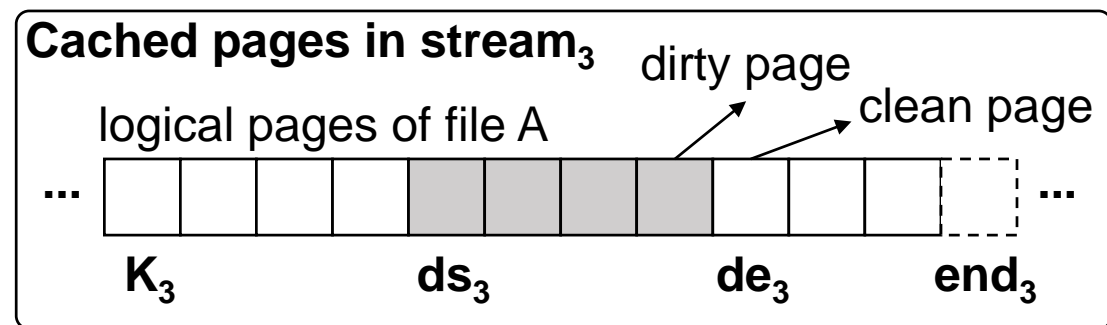 Cached pages in stream₃
dirty page
clean page
logical pages of file A
... ...
K₃ ds₃ de₃ end₃